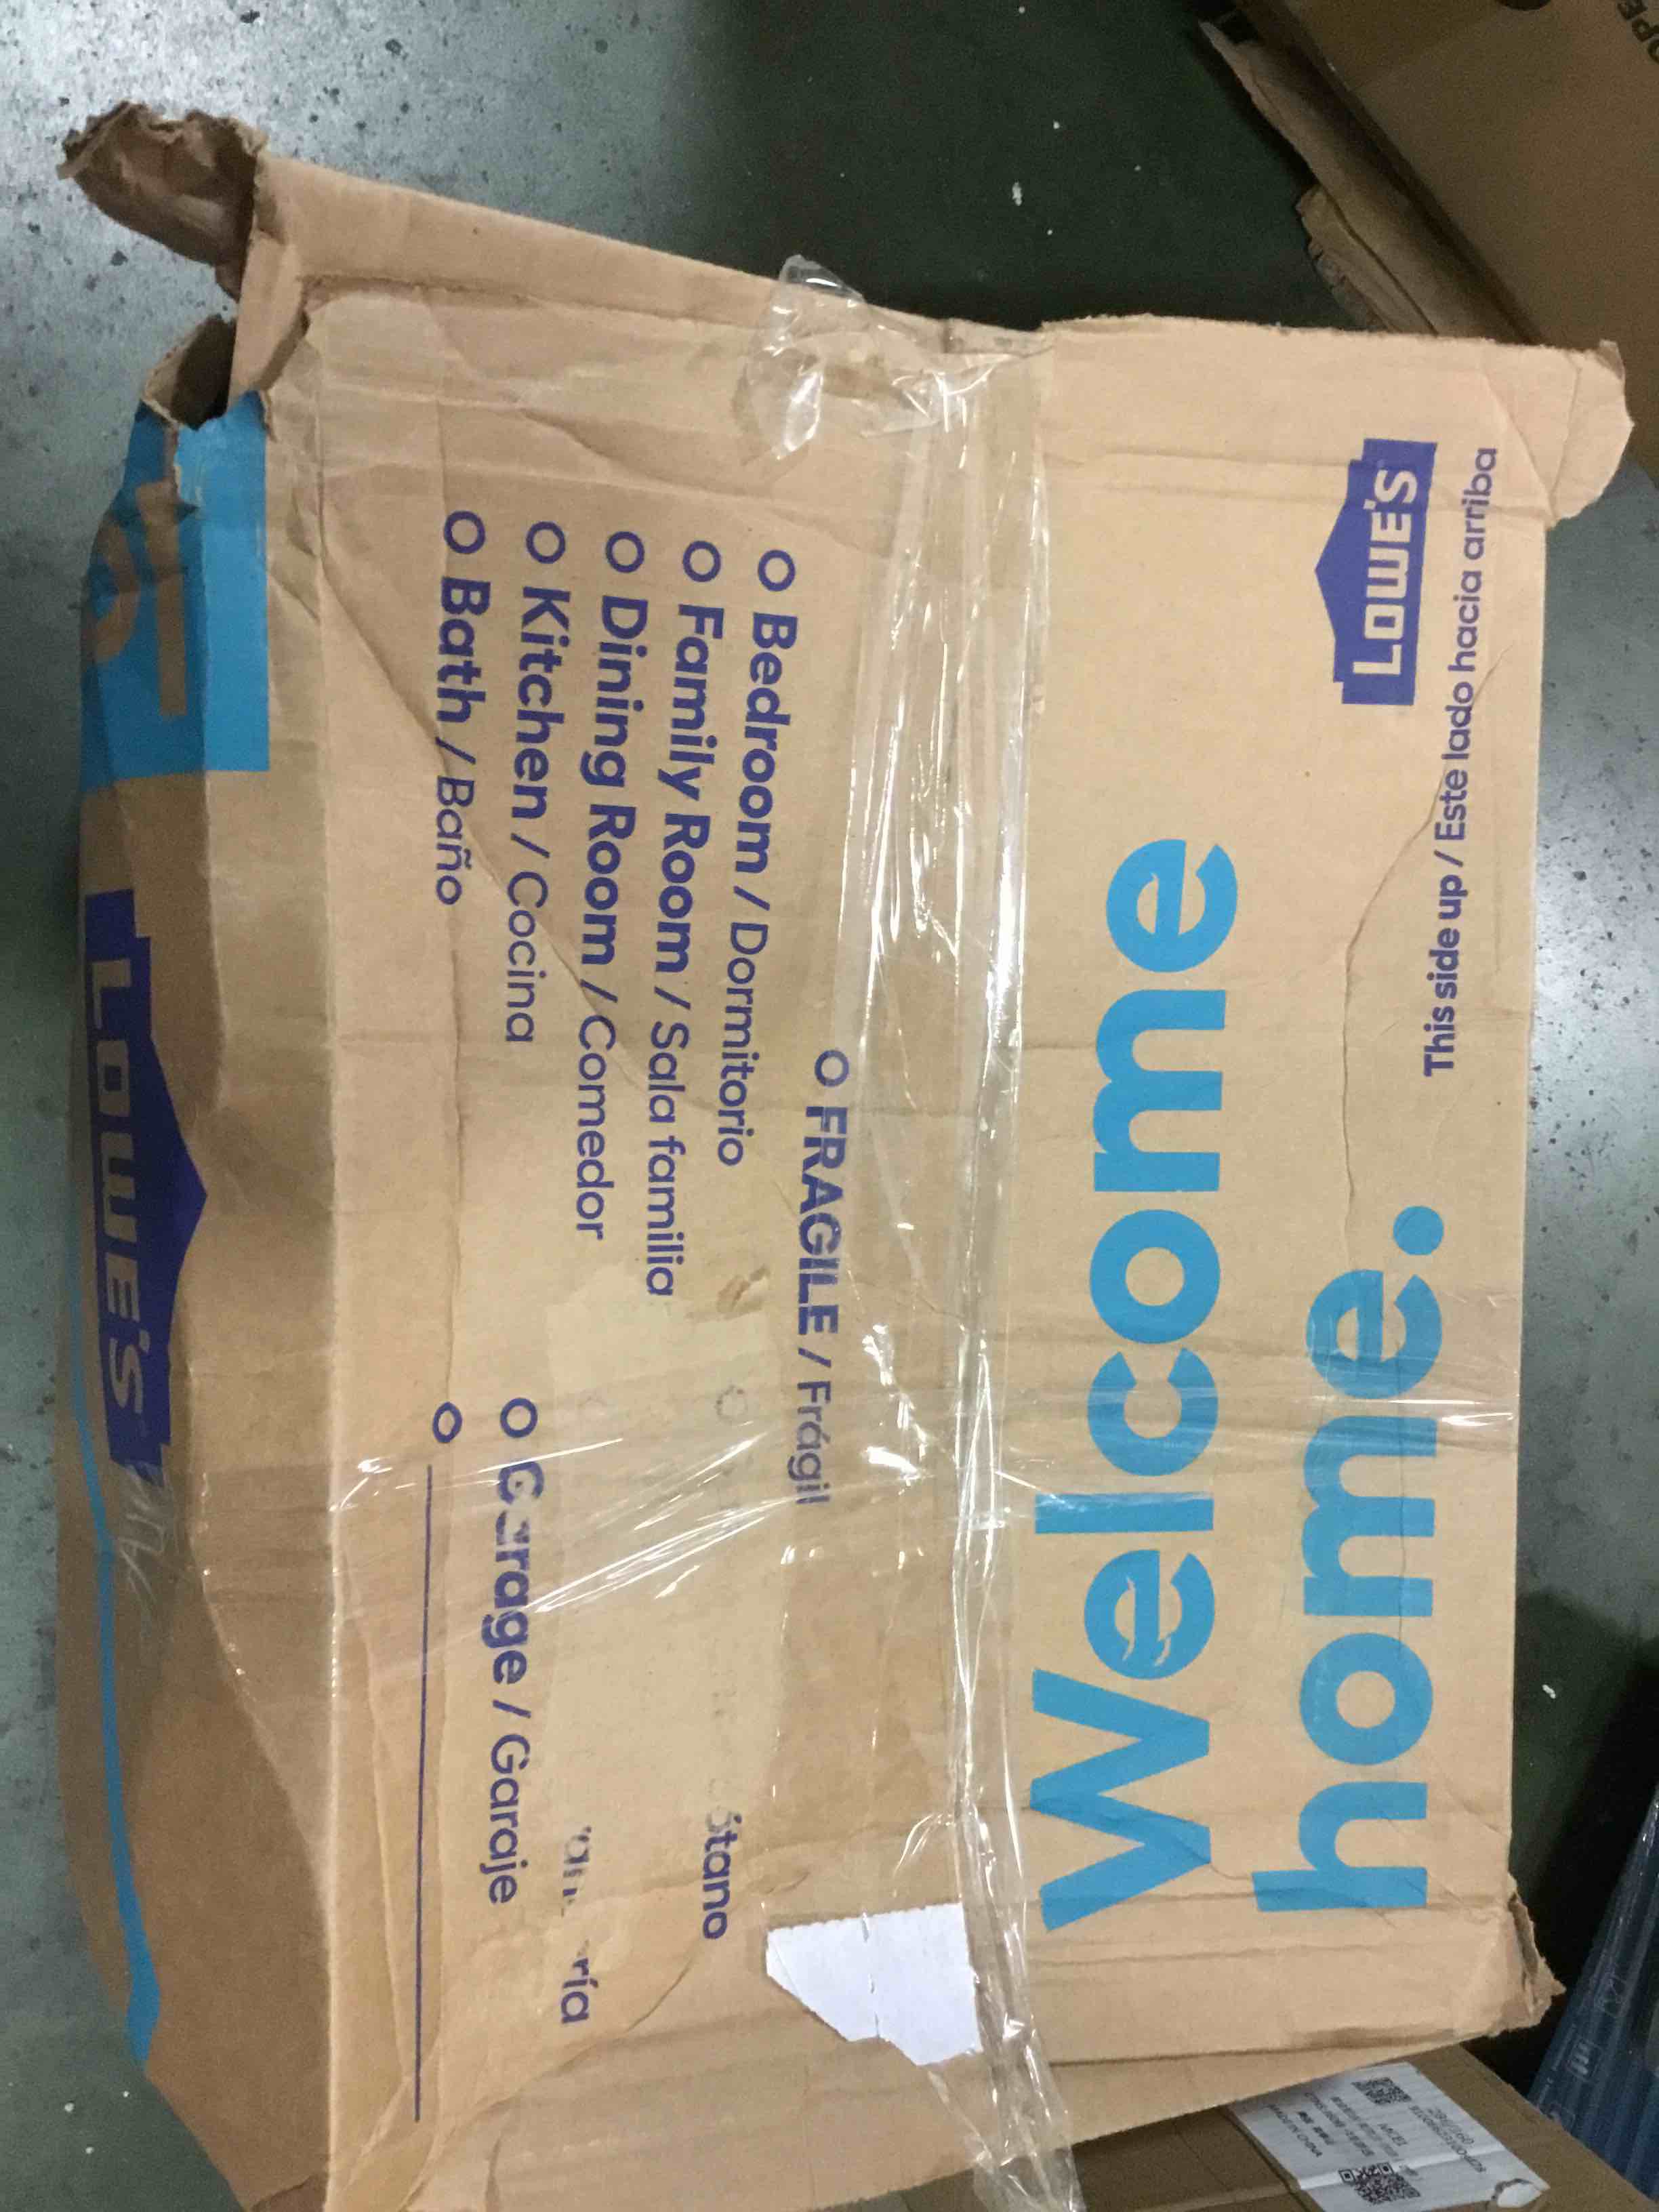 LOWE'S
This side up / Este lado hacia arriba
Welcome
home.
FRAGILE / Frágil
Bedroom / Dormitorio
Family Room / Sala familia
Dining Room / Comedor
Kitchen / Cocina
Bath / Baño
Garage / Garaje
LOWE'S